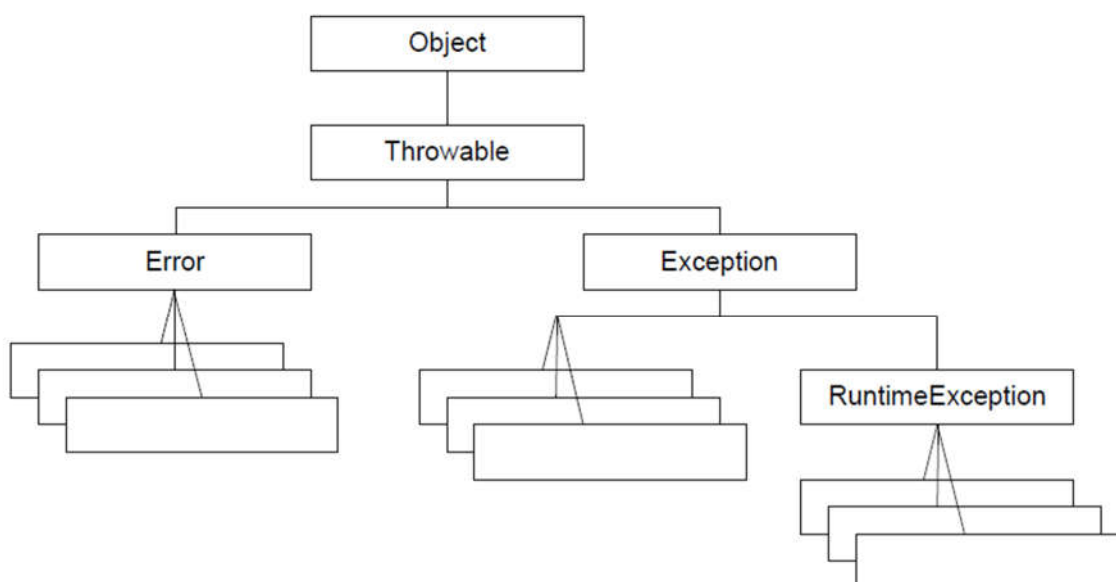 Object
Throwable
Error
Exception
RuntimeException